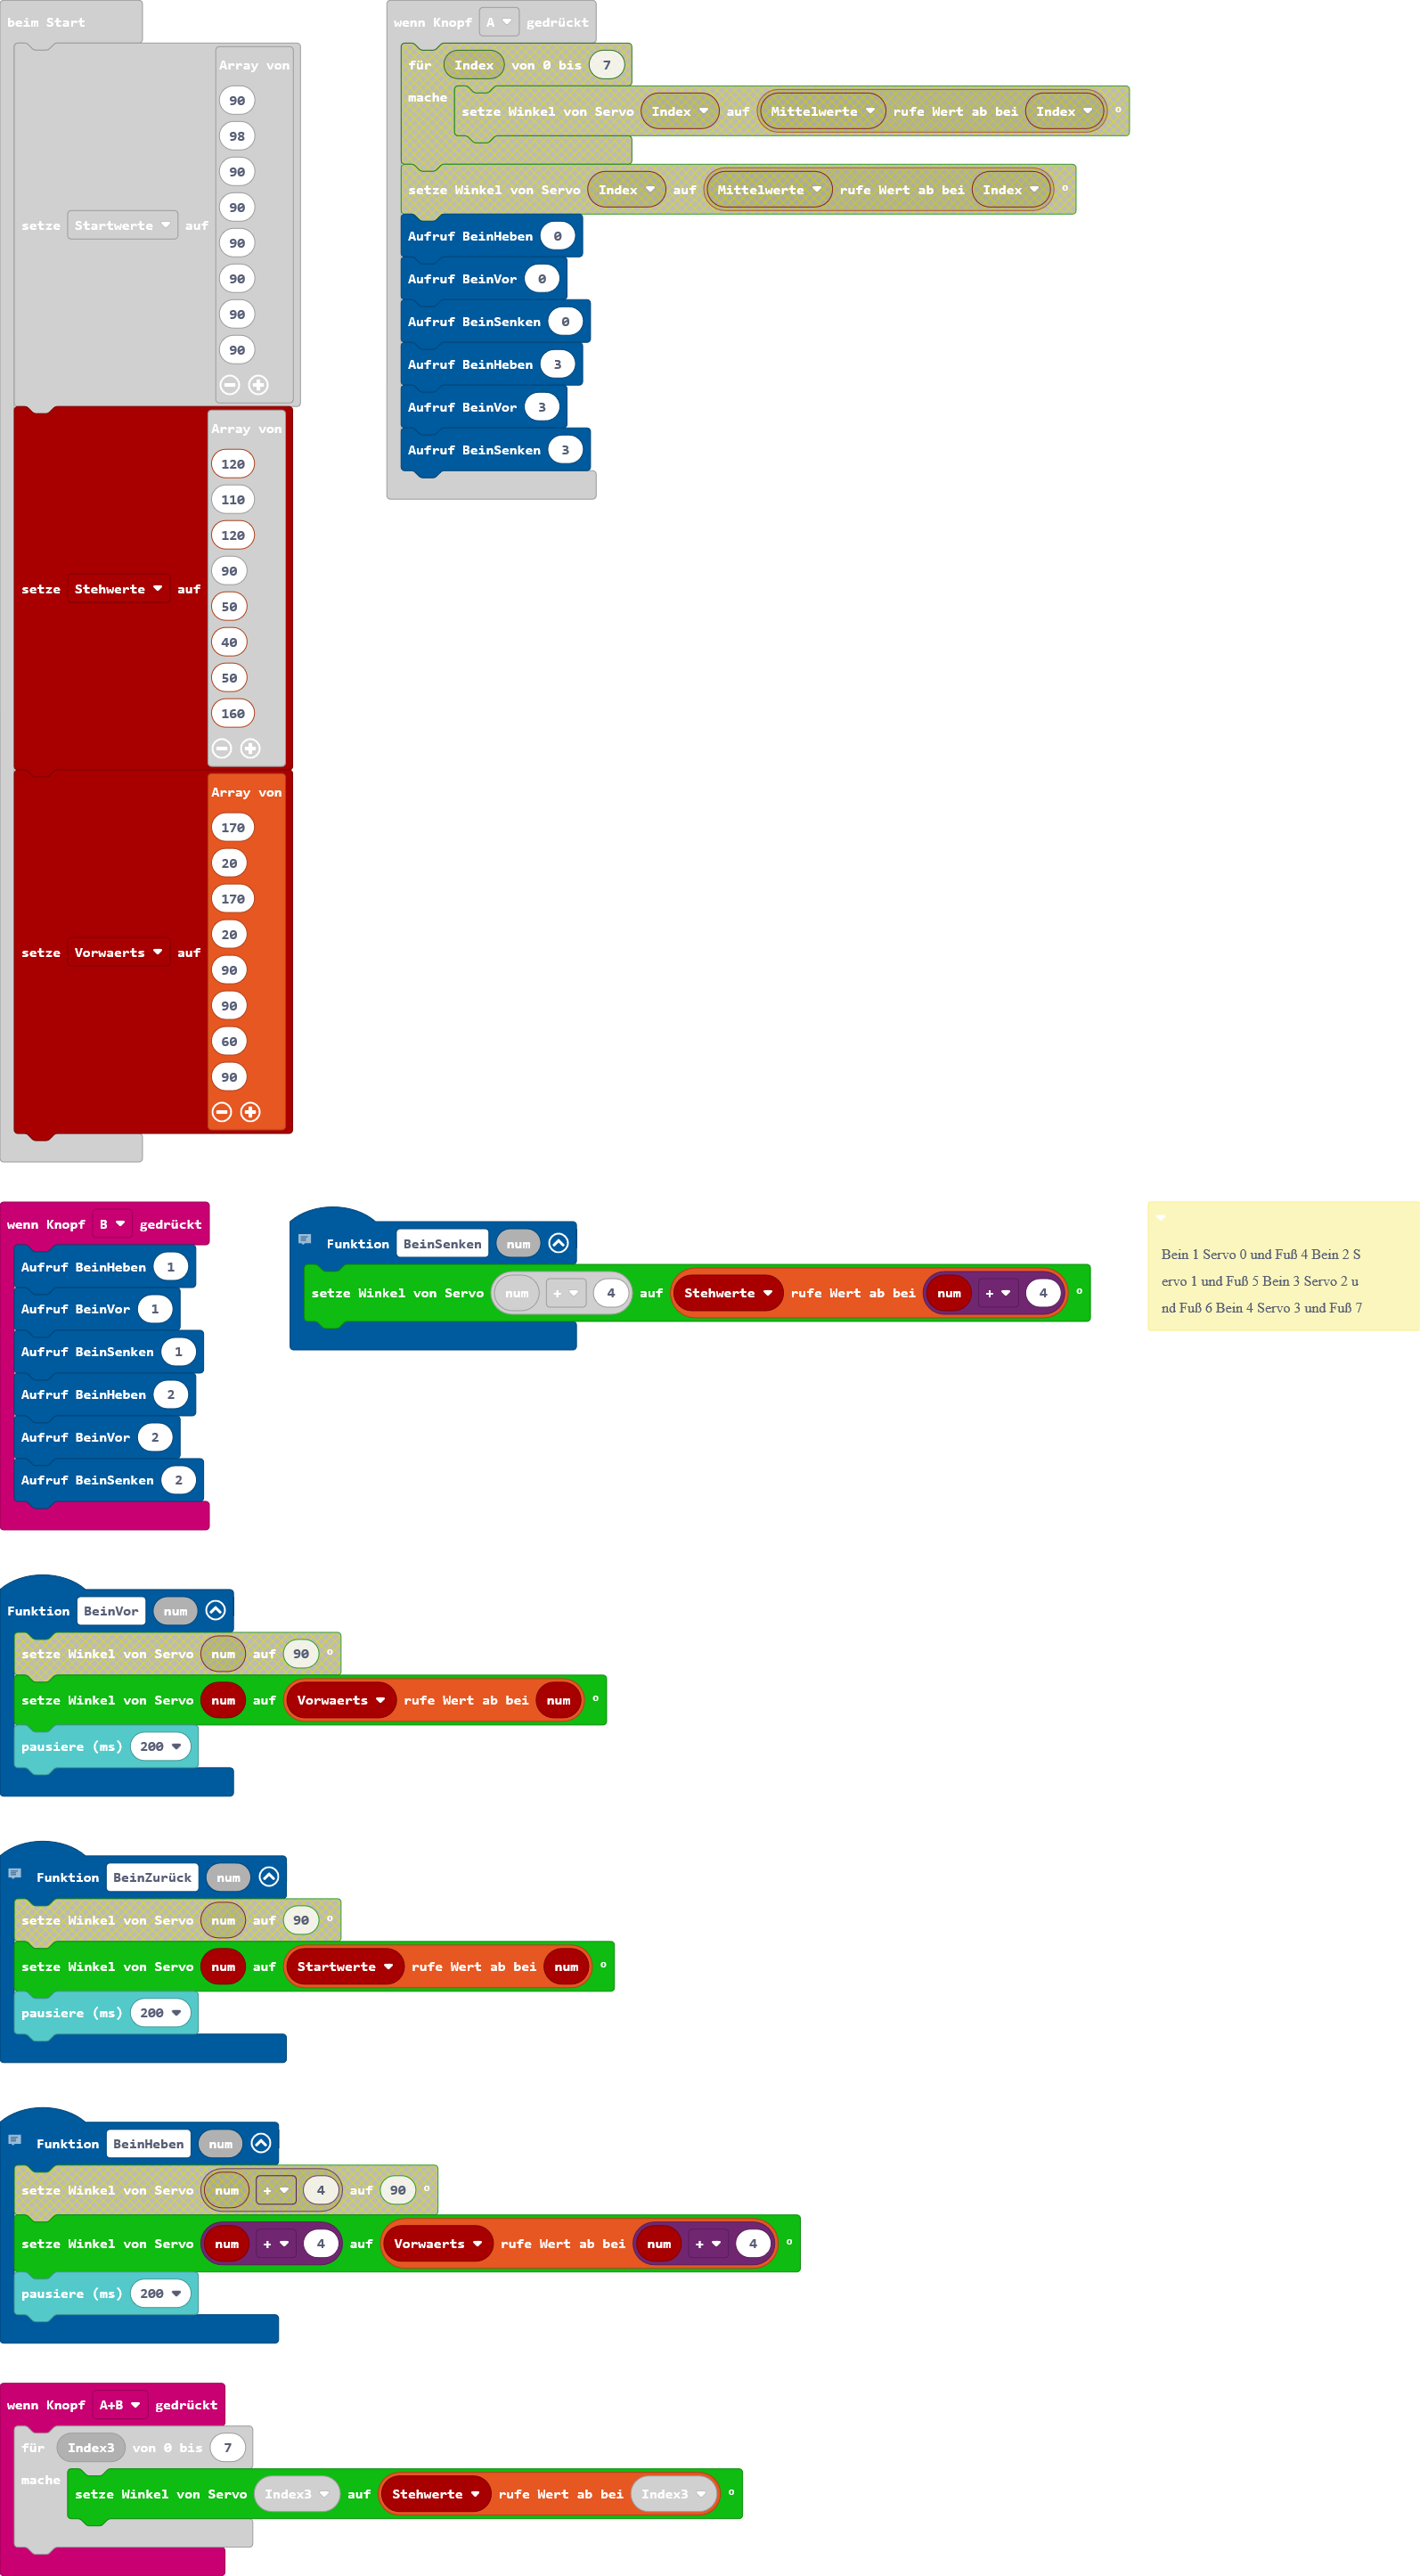 beim Start
setze Startwerte auf Array von
90
98
90
90
90
90
90
90
setze Stehwerte auf Array von
120
110
120
90
50
40
50
160
setze Vorwaerts auf Array von
170
20
170
20
90
90
60
90
wenn Knopf A gedrückt
für Index von 0 bis 7
mache setze Winkel von Servo Index auf Mittelwerte rufe Wert ab bei Index °
setze Winkel von Servo Index auf Mittelwerte rufe Wert ab bei Index °
Aufruf BeinHeben 0
Aufruf BeinVor 0
Aufruf BeinSenken 0
Aufruf BeinHeben 3
Aufruf BeinVor 3
Aufruf BeinSenken 3
wenn Knopf B gedrückt
Aufruf BeinHeben 1
Aufruf BeinVor 1
Aufruf BeinSenken 1
Aufruf BeinHeben 2
Aufruf BeinVor 2
Aufruf BeinSenken 2
Funktion BeinSenken num
setze Winkel von Servo num + 4 auf Stehwerte rufe Wert ab bei num + 4 °
Bein 1 Servo 0 und Fuß 4 Bein 2 S
ervo 1 und Fuß 5 Bein 3 Servo 2 u
nd Fuß 6 Bein 4 Servo 3 und Fuß 7
Funktion BeinVor num
setze Winkel von Servo num auf 90 °
setze Winkel von Servo num auf Vorwaerts rufe Wert ab bei num °
pausiere (ms) 200
Funktion BeinZurück num
setze Winkel von Servo num auf 90 °
setze Winkel von Servo num auf Startwerte rufe Wert ab bei num °
pausiere (ms) 200
Funktion BeinHeben num
setze Winkel von Servo num + 4 auf 90 °
setze Winkel von Servo num + 4 auf Vorwaerts rufe Wert ab bei num + 4 °
pausiere (ms) 200
wenn Knopf A+B gedrückt
für Index3 von 0 bis 7
mache setze Winkel von Servo Index3 auf Stehwerte rufe Wert ab bei Index3 °